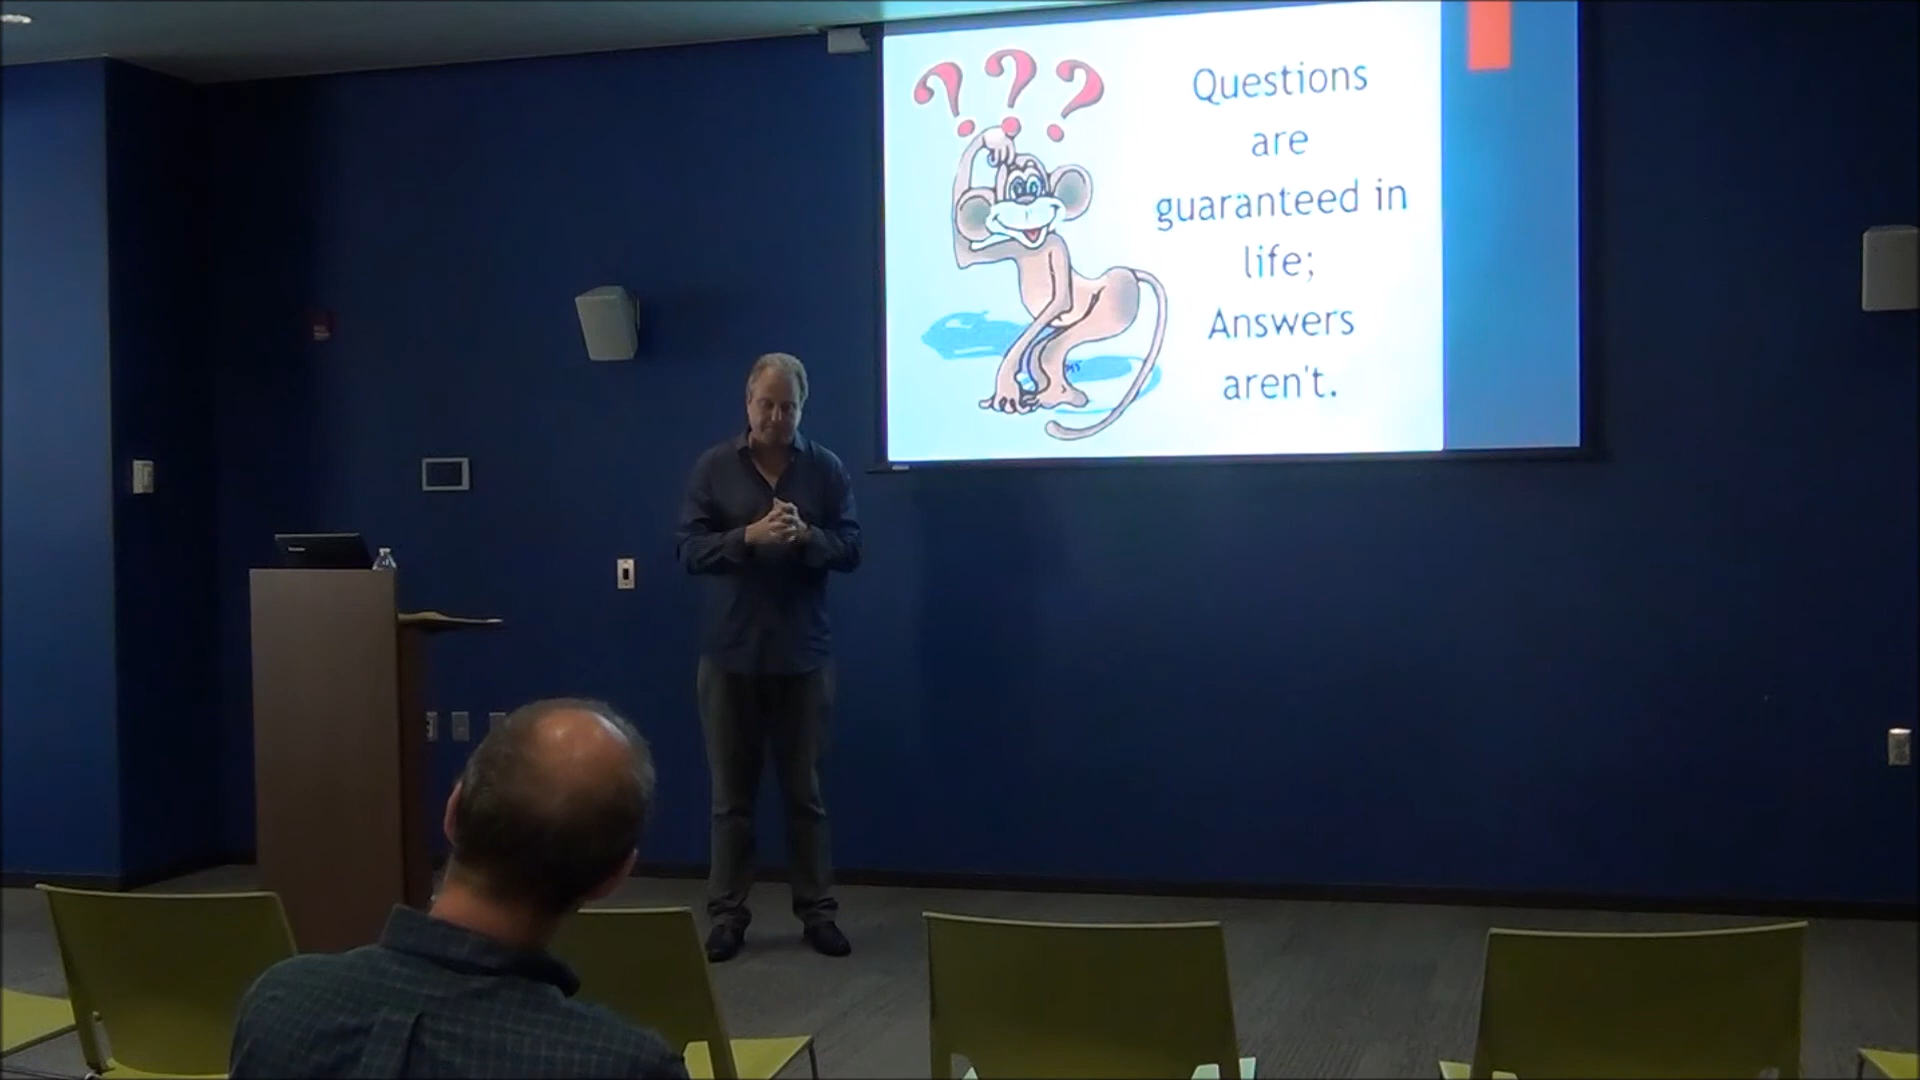 ???
Questions
are
guaranteed in
life;
Answers
aren't.